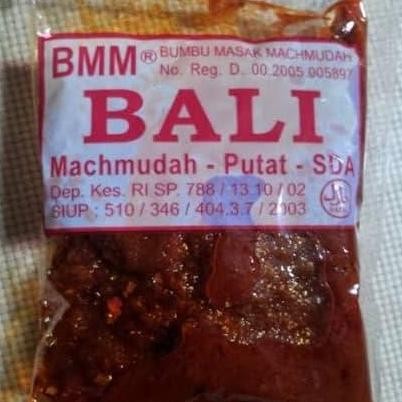 BMM® BUMBU MASAK MACHMUDAH
No. Reg. D. 00.2005 005897
BALI
Machmudah - Putat - SDA
Dep. Kes. RI SP. 788 / 13.10 / 02
SIUP : 510 / 346 / 404.3.7 / 2003